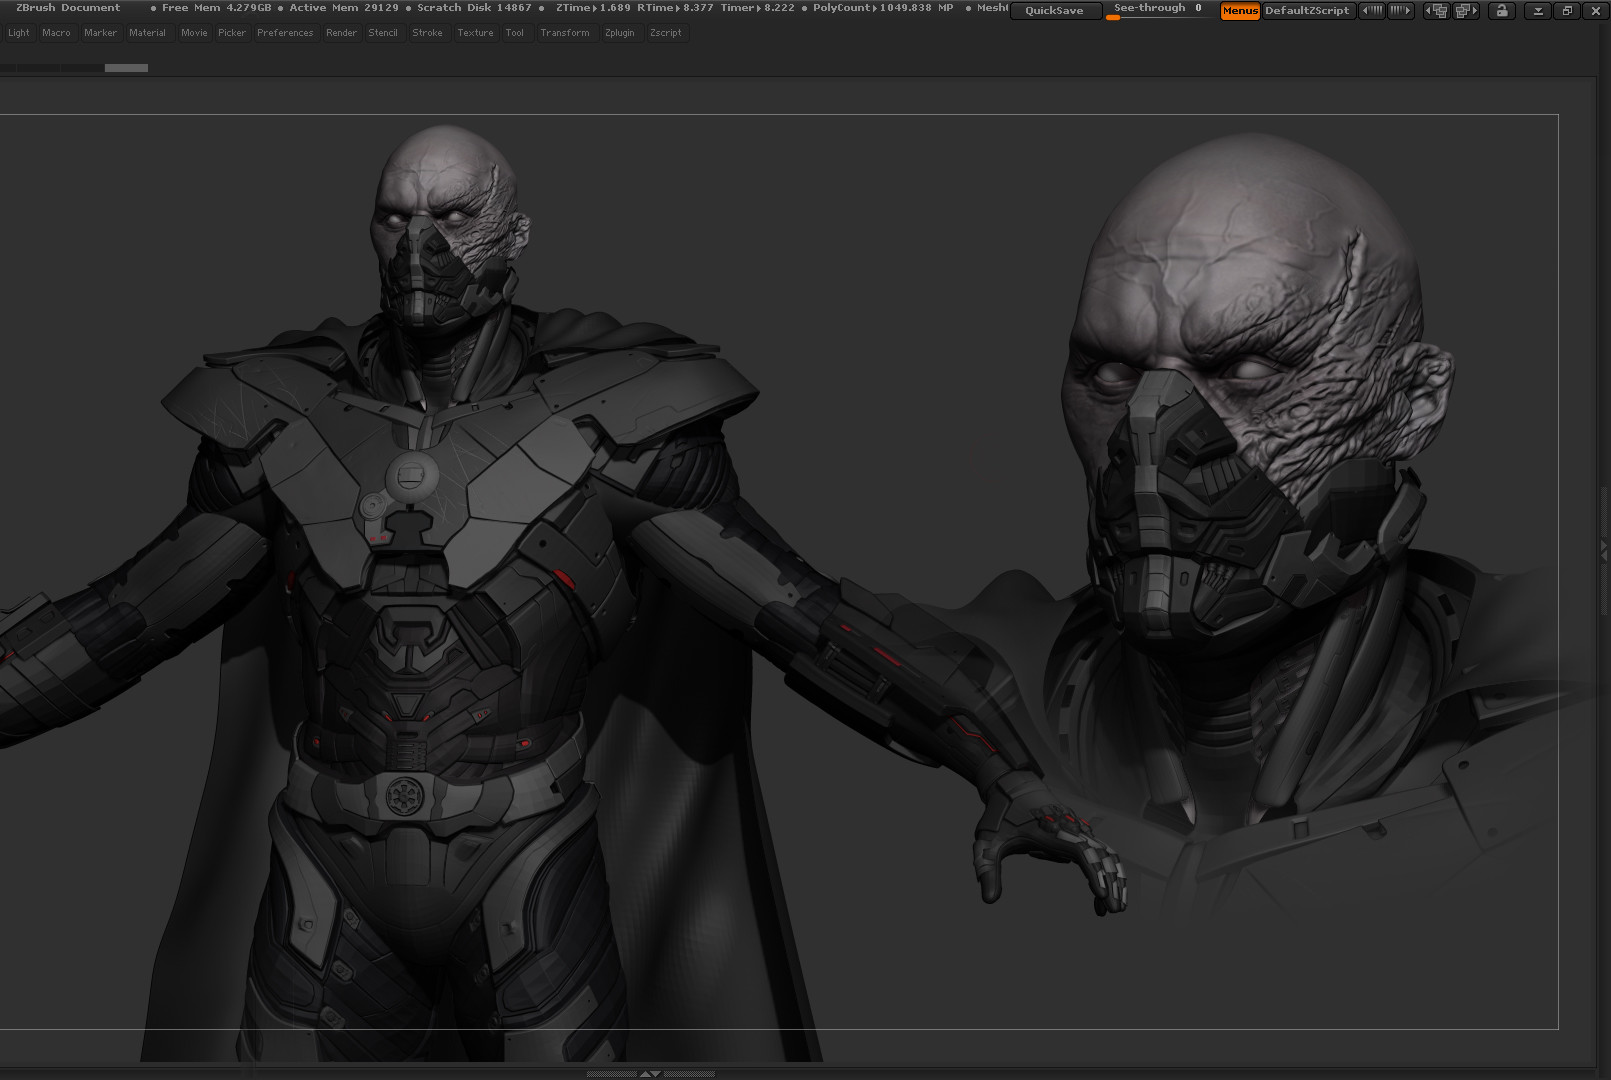 ZBrush Document • Free Mem 4.279GB • Active Mem 29129 • Scratch Disk 14867 • ZTime▸1.689 RTime▸8.377 Timer▸8.222 • PolyCount▸1049.838 MP • Mesh QuickSave See-through 0 Menus DefaultZScript
Light Macro Marker Material Movie Picker Preferences Render Stencil Stroke Texture Tool Transform Zplugin Zscript